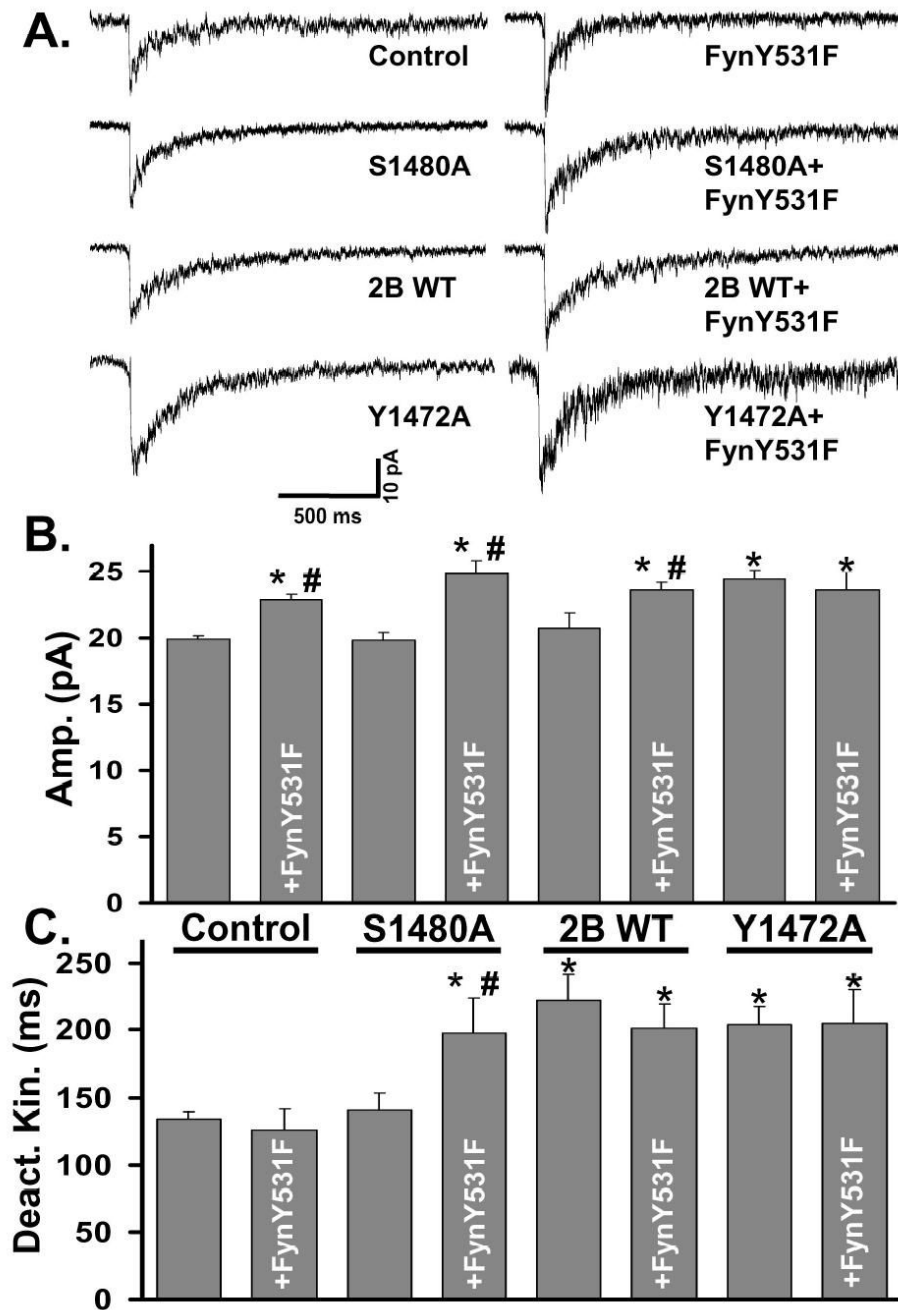 A.
Control
FynY531F
S1480A
S1480A+
FynY531F
2B WT
2B WT+
FynY531F
Y1472A
Y1472A+
FynY531F
10 pA
500 ms
B.
Amp. (pA)
25
20
15
10
5
0
* #
* #
* #
*
*
+FynY531F
+FynY531F
+FynY531F
+FynY531F
Control
S1480A
2B WT
Y1472A
C.
Deact. Kin. (ms)
250
200
150
100
50
0
* #
*
*
*
*
+FynY531F
+FynY531F
+FynY531F
+FynY531F